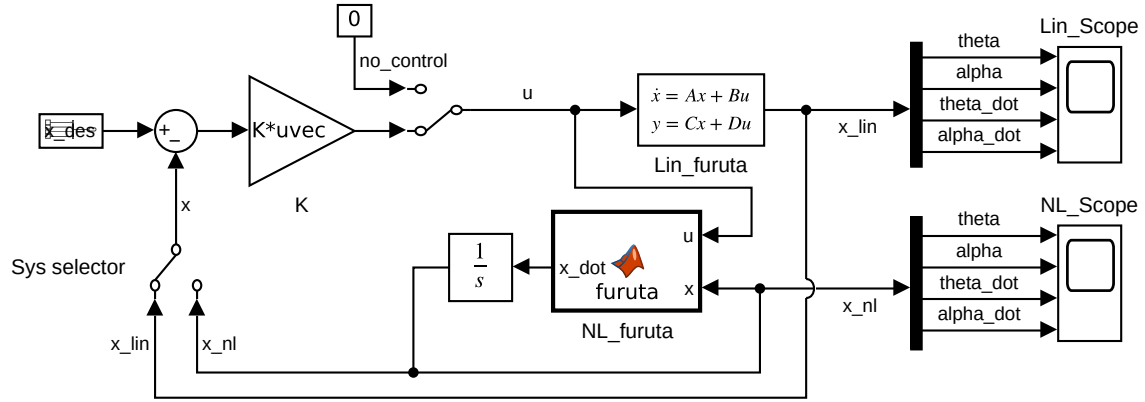 0
no_control
x_des
+
−
K*uvec
K
u
ẋ = Ax + Bu
y = Cx + Du
Lin_furuta
x_lin
theta
alpha
theta_dot
alpha_dot
Lin_Scope
x
Sys selector
x_lin
x_nl
1
s
x_dot
u
x
furuta
NL_furuta
x_nl
theta
alpha
theta_dot
alpha_dot
NL_Scope